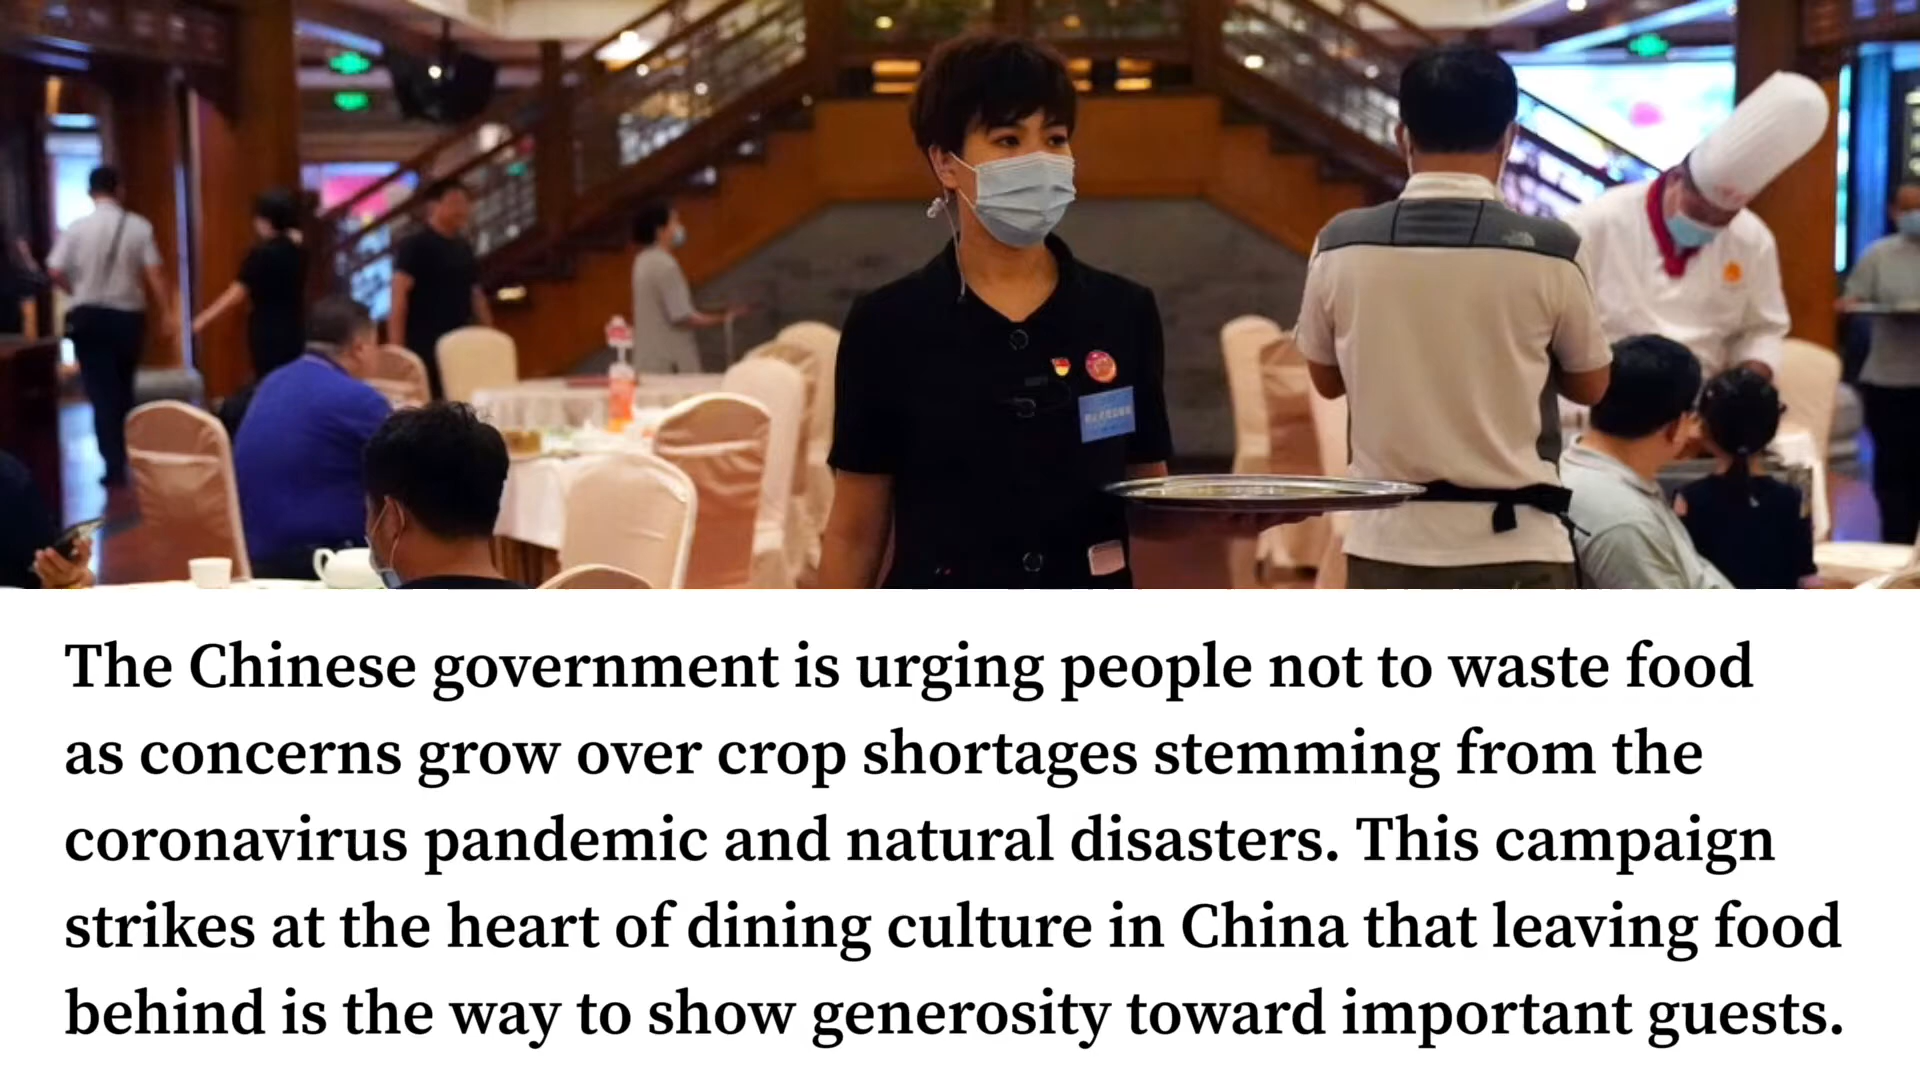 The Chinese government is urging people not to waste food
as concerns grow over crop shortages stemming from the
coronavirus pandemic and natural disasters. This campaign
strikes at the heart of dining culture in China that leaving food
behind is the way to show generosity toward important guests.